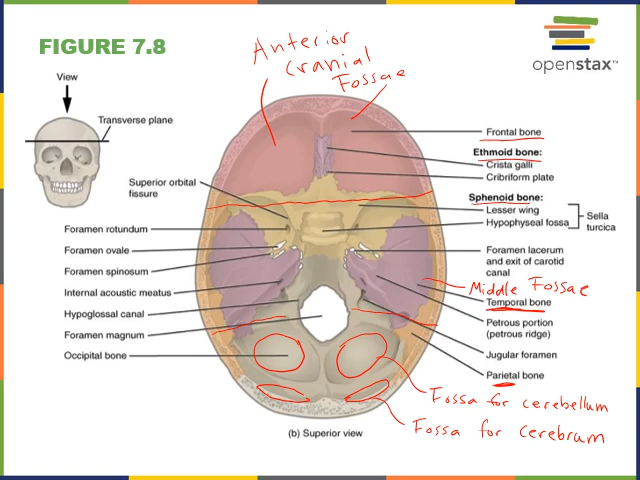 FIGURE 7.8
openstax™
Anterior
Cranial
Fossae
View
Transverse plane
Superior orbital
fissure
Foramen rotundum
Foramen ovale
Foramen spinosum
Internal acoustic meatus
Hypoglossal canal
Foramen magnum
Occipital bone
Frontal bone
Ethmoid bone:
Crista galli
Cribriform plate
Sphenoid bone:
Lesser wing
Hypophyseal fossa
Sella
turcica
Foramen lacerum
and exit of carotid
canal
Middle Fossae
Temporal bone
Petrous portion
(petrous ridge)
Jugular foramen
Parietal bone
Fossa for cerebellum
Fossa for cerebrum
(b) Superior view